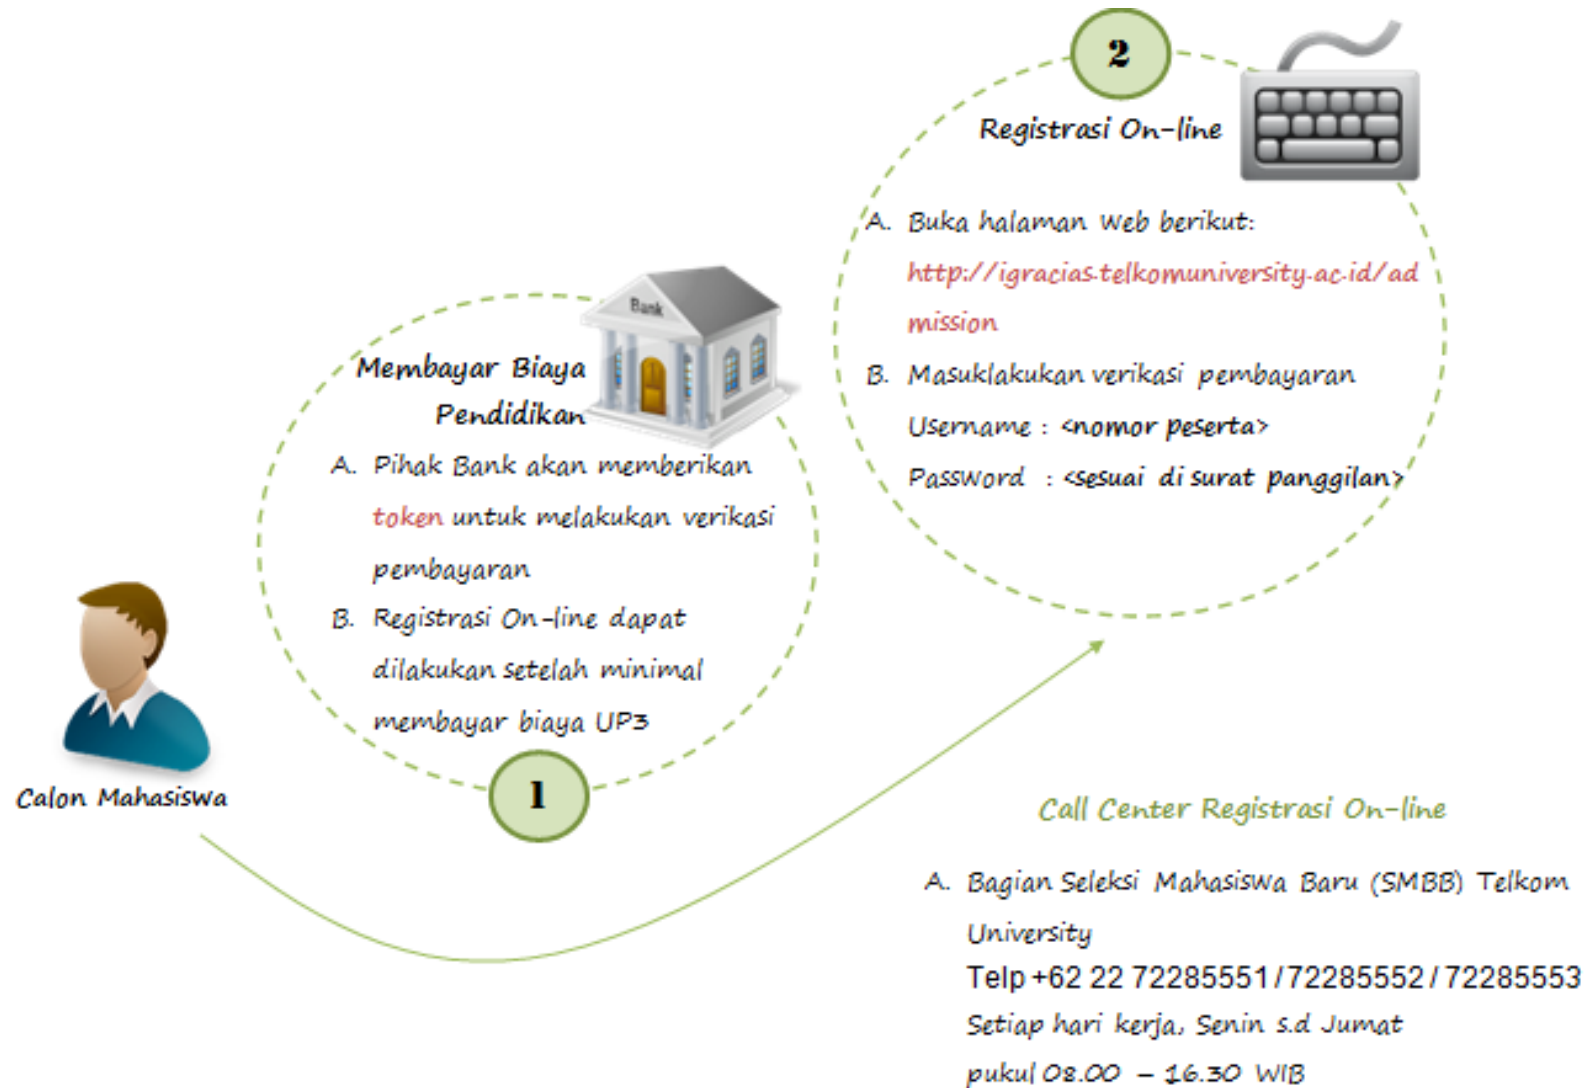 2
Registrasi On-line
A. Buka halaman Web berikut:
http://igracias.telkomuniversity.ac.id/ad
mission
B. Masuklakukan verikasi pembayaran
Username : <nomor peserta>
Password : <sesuai di surat panggilan>
Bank
Membayar Biaya
Pendidikan
A. Pihak Bank akan memberikan
token untuk melakukan verikasi
pembayaran
B. Registrasi On-line dapat
dilakukan setelah minimal
membayar biaya UP3
1
Calon Mahasiswa
Call Center Registrasi On-line
A. Bagian Seleksi Mahasiswa Baru (SMBB) Telkom
University
Telp +62 22 72285551 / 72285552 / 72285553
Setiap hari kerja, Senin s.d Jumat
pukul 08.00 – 16.30 WIB